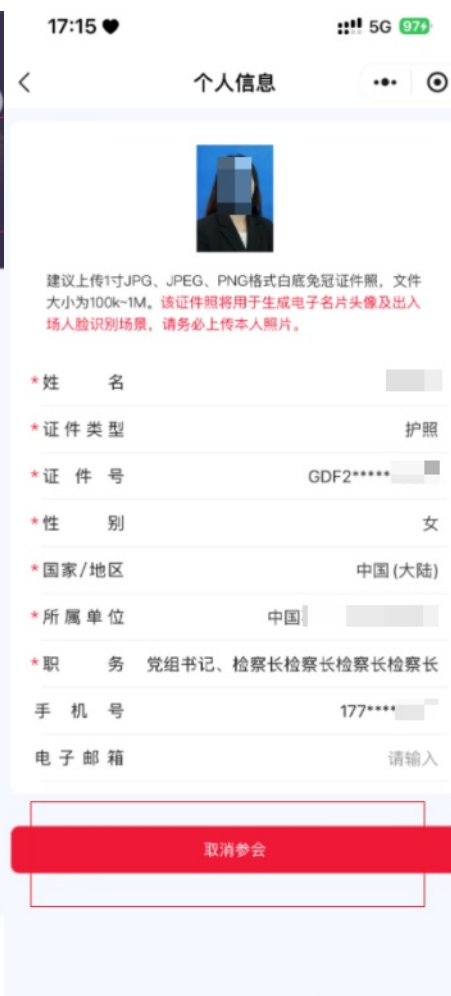 17:15
5G 97
个人信息
建议上传1寸JPG、JPEG、PNG格式白底免冠证件照，文件
大小为100k~1M。该证件照将用于生成电子名片头像及出入
场人脸识别场景，请务必上传本人照片。
*姓 名
*证件类型 护照
*证 件 号 GDF2*****
*性 别 女
*国家/地区 中国(大陆)
*所属单位 中国
*职 务 党组书记、检察长检察长检察长检察长
手 机 号 177****
电子邮箱 请输入
取消参会